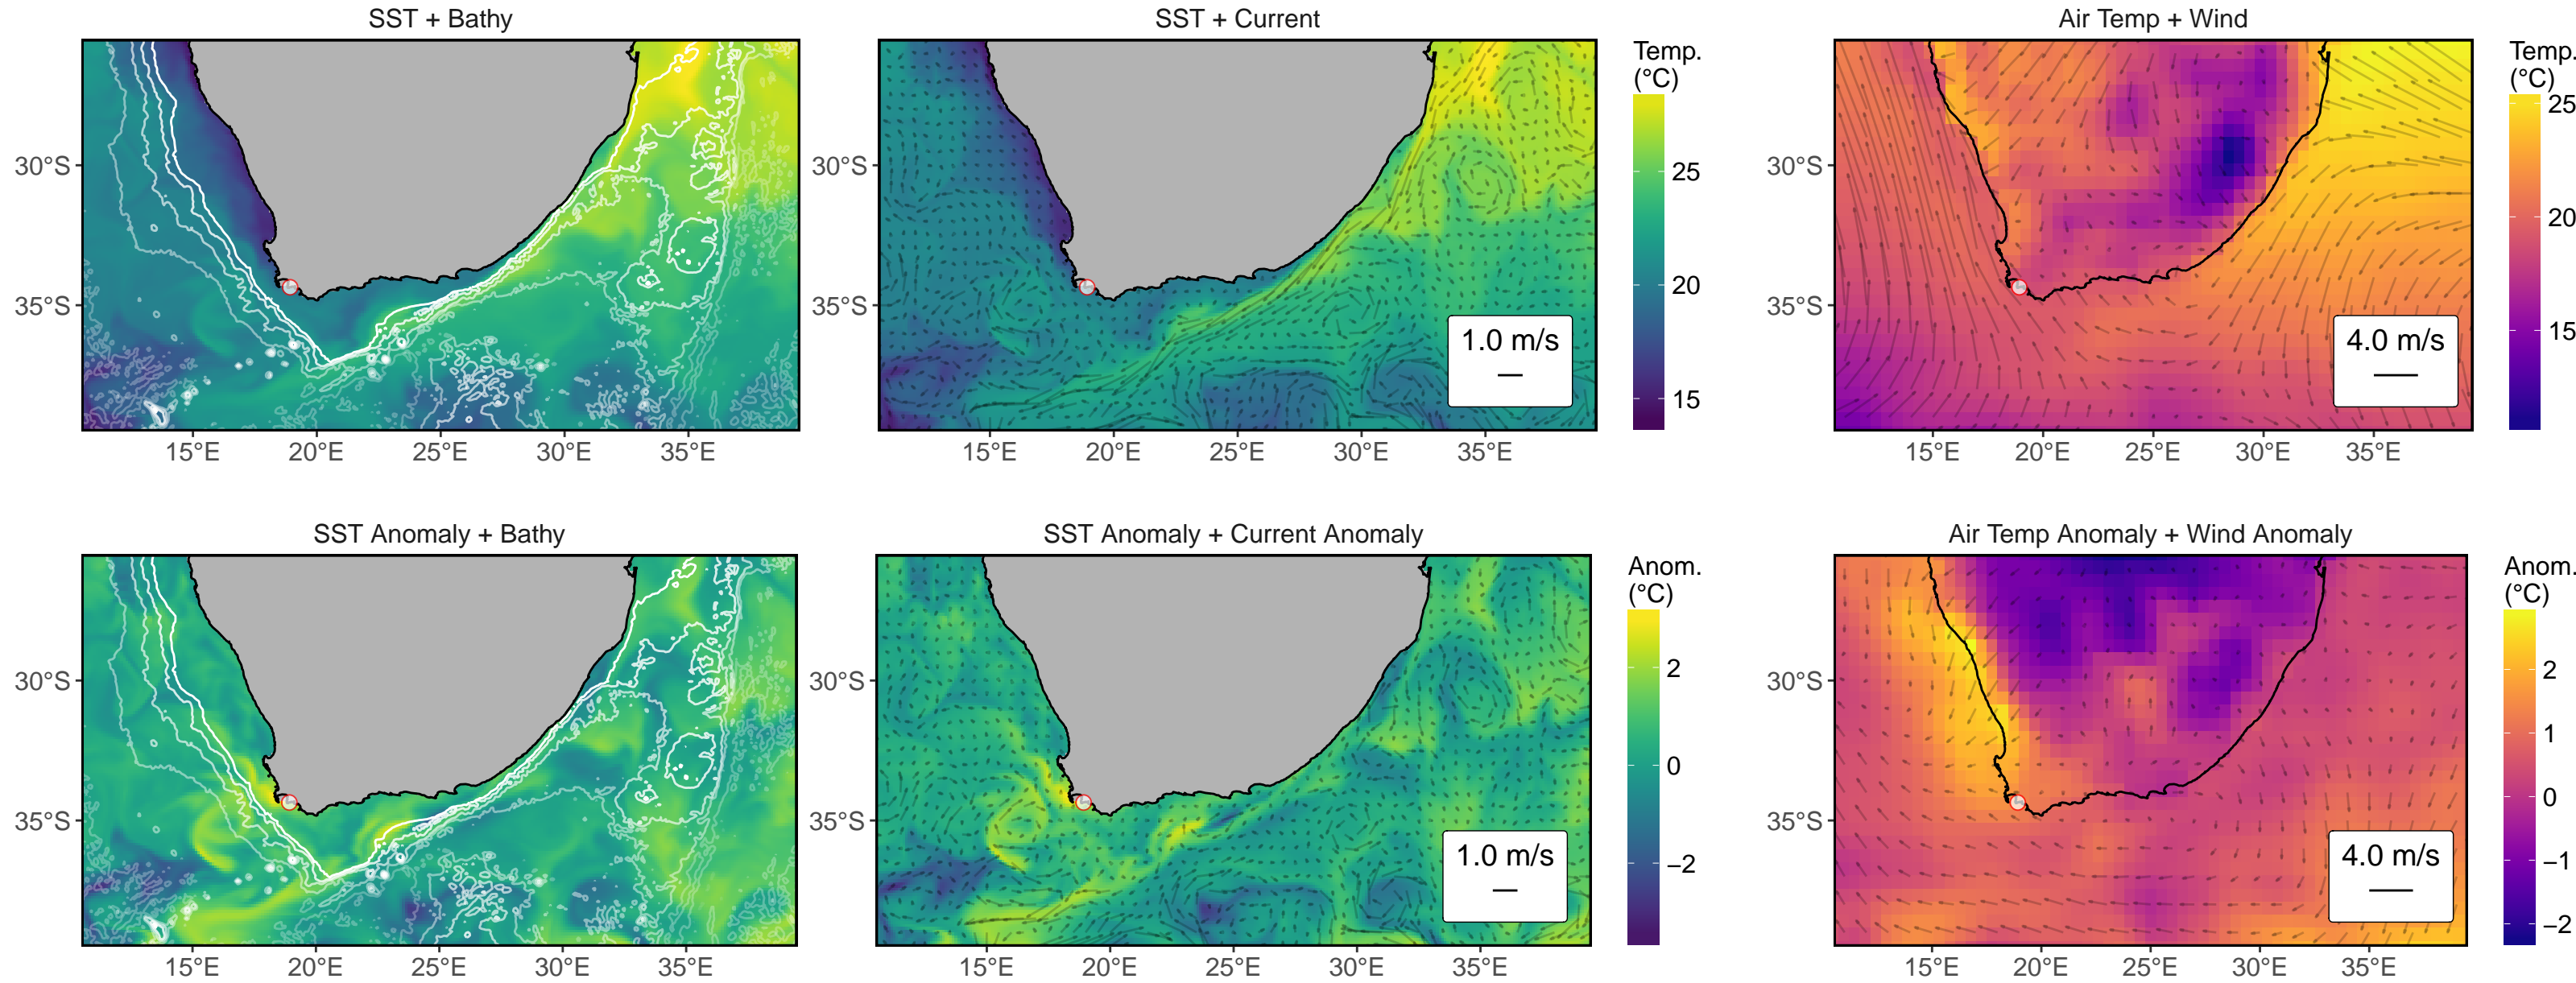 SST + Bathy
SST + Current
Air Temp + Wind
30°S
35°S
15°E 20°E 25°E 30°E 35°E
30°S
35°S
15°E 20°E 25°E 30°E 35°E
1.0 m/s
Temp.
(°C)
25
20
15
30°S
35°S
15°E 20°E 25°E 30°E 35°E
4.0 m/s
Temp.
(°C)
25
20
15
SST Anomaly + Bathy
SST Anomaly + Current Anomaly
Air Temp Anomaly + Wind Anomaly
30°S
35°S
15°E 20°E 25°E 30°E 35°E
30°S
35°S
15°E 20°E 25°E 30°E 35°E
1.0 m/s
Anom.
(°C)
2
0
−2
30°S
35°S
15°E 20°E 25°E 30°E 35°E
4.0 m/s
Anom.
(°C)
2
1
0
−1
−2